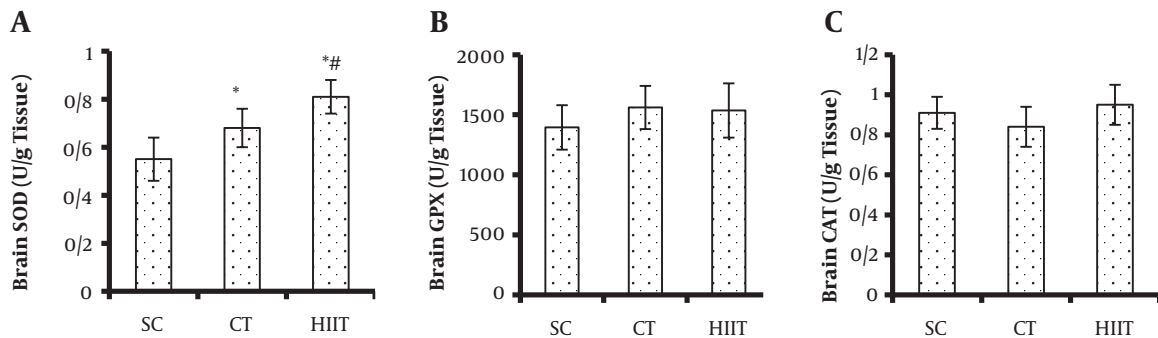 A
Brain SOD (U/g Tissue)
1
0/8
0/6
0/4
0/2
0
*
*#
SC CT HIIT
B
Brain GPX (U/g Tissue)
2000
1500
1000
500
0
SC CT HIIT
C
Brain CAT (U/g Tissue)
1/2
1
0/8
0/6
0/4
0/2
0
SC CT HIIT